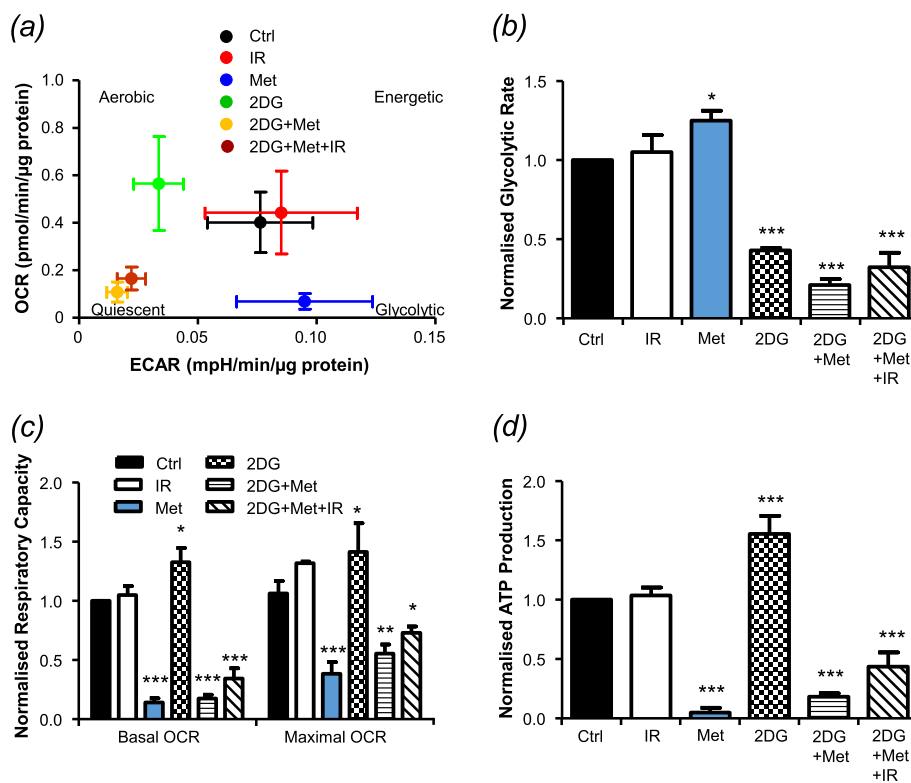 (a)
Ctrl
IR
Met
2DG
2DG+Met
2DG+Met+IR
OCR (pmol/min/µg protein)
1.0
0.8
0.6
0.4
0.2
0
Aerobic
Energetic
Quiescent
Glycolytic
0
0.05
0.10
0.15
ECAR (mpH/min/µg protein)
(b)
Normalised Glycolytic Rate
1.5
1.0
0.5
0.0
*
***
***
***
Ctrl
IR
Met
2DG
2DG
+Met
2DG
+Met
+IR
(c)
Ctrl
IR
Met
2DG
2DG+Met
2DG+Met+IR
Normalised Respiratory Capacity
2.0
1.5
1.0
0.5
0.0
***
*
***
***
***
*
**
*
Basal OCR
Maximal OCR
(d)
Normalised ATP Production
2.0
1.5
1.0
0.5
0.0
***
***
***
***
Ctrl
IR
Met
2DG
2DG
+Met
2DG
+Met
+IR